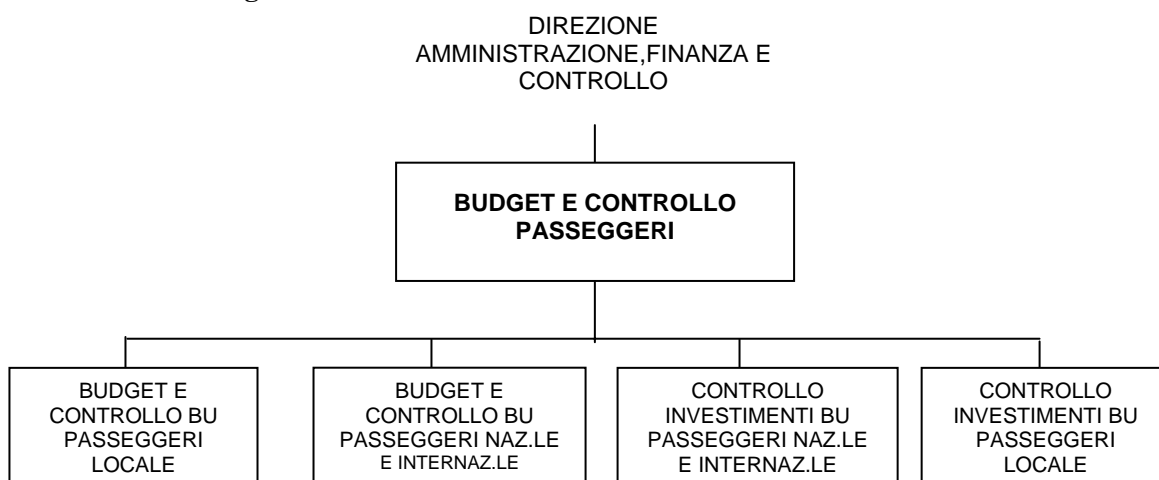 DIREZIONE
AMMINISTRAZIONE,FINANZA E
CONTROLLO
BUDGET E CONTROLLO
PASSEGGERI
BUDGET E
CONTROLLO BU
PASSEGGERI
LOCALE
BUDGET E
CONTROLLO BU
PASSEGGERI NAZ.LE
E INTERNAZ.LE
CONTROLLO
INVESTIMENTI BU
PASSEGGERI NAZ.LE
E INTERNAZ.LE
CONTROLLO
INVESTIMENTI BU
PASSEGGERI
LOCALE